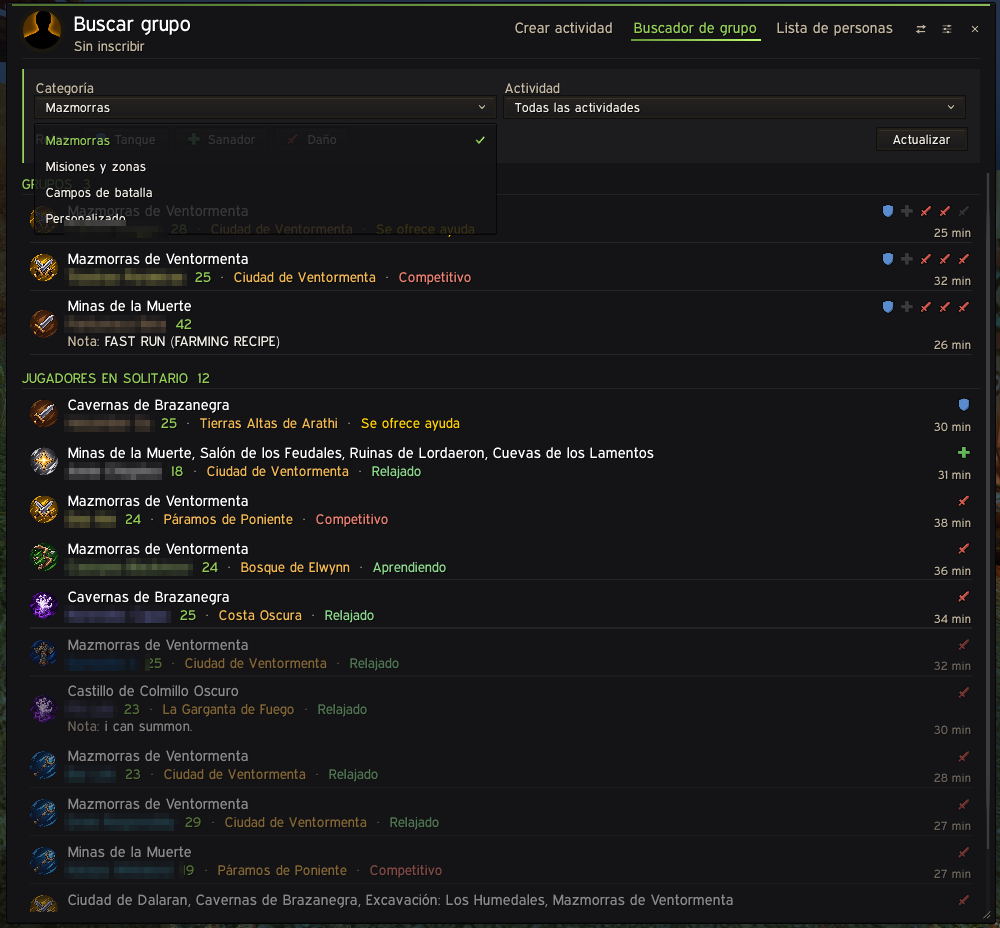 Buscar grupo
Sin inscribir
Crear actividad Buscador de grupo Lista de personas
Categoría Actividad
Mazmorras Todas las actividades
Mazmorras Tanque Sanador Daño Actualizar
Misiones y zonas
GRUPOS 3
Campos de batalla
Mazmorras de Ventormenta
Personalizado
28 · Ciudad de Ventormenta · Se ofrece ayuda 25 min
Mazmorras de Ventormenta
25 · Ciudad de Ventormenta · Competitivo 32 min
Minas de la Muerte
42
Nota: FAST RUN (FARMING RECIPE) 26 min
JUGADORES EN SOLITARIO 12
Cavernas de Brazanegra
25 · Tierras Altas de Arathi · Se ofrece ayuda 30 min
Minas de la Muerte, Salón de los Feudales, Ruinas de Lordaeron, Cuevas de los Lamentos
18 · Ciudad de Ventormenta · Relajado 31 min
Mazmorras de Ventormenta
24 · Páramos de Poniente · Competitivo 38 min
Mazmorras de Ventormenta
24 · Bosque de Elwynn · Aprendiendo 36 min
Cavernas de Brazanegra
25 · Costa Oscura · Relajado 34 min
Mazmorras de Ventormenta
25 · Ciudad de Ventormenta · Relajado 32 min
Castillo de Colmillo Oscuro
23 · La Garganta de Fuego · Relajado
Nota: i can summon. 30 min
Mazmorras de Ventormenta
23 · Ciudad de Ventormenta · Relajado 28 min
Mazmorras de Ventormenta
29 · Ciudad de Ventormenta · Relajado 27 min
Minas de la Muerte
19 · Páramos de Poniente · Competitivo 27 min
Ciudad de Dalaran, Cavernas de Brazanegra, Excavación: Los Humedales, Mazmorras de Ventormenta